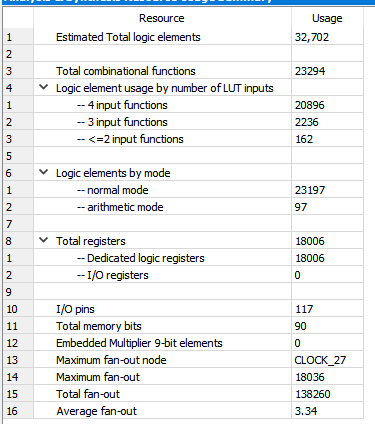 Analysis & Synthesis Resource Usage Summary
Resource Usage
1 Estimated Total logic elements 32,702
2
3 Total combinational functions 23294
4 Logic element usage by number of LUT inputs
1 -- 4 input functions 20896
2 -- 3 input functions 2236
3 -- <=2 input functions 162
5
6 Logic elements by mode
1 -- normal mode 23197
2 -- arithmetic mode 97
7
8 Total registers 18006
1 -- Dedicated logic registers 18006
2 -- I/O registers 0
9
10 I/O pins 117
11 Total memory bits 90
12 Embedded Multiplier 9-bit elements 0
13 Maximum fan-out node CLOCK_27
14 Maximum fan-out 18036
15 Total fan-out 138260
16 Average fan-out 3.34